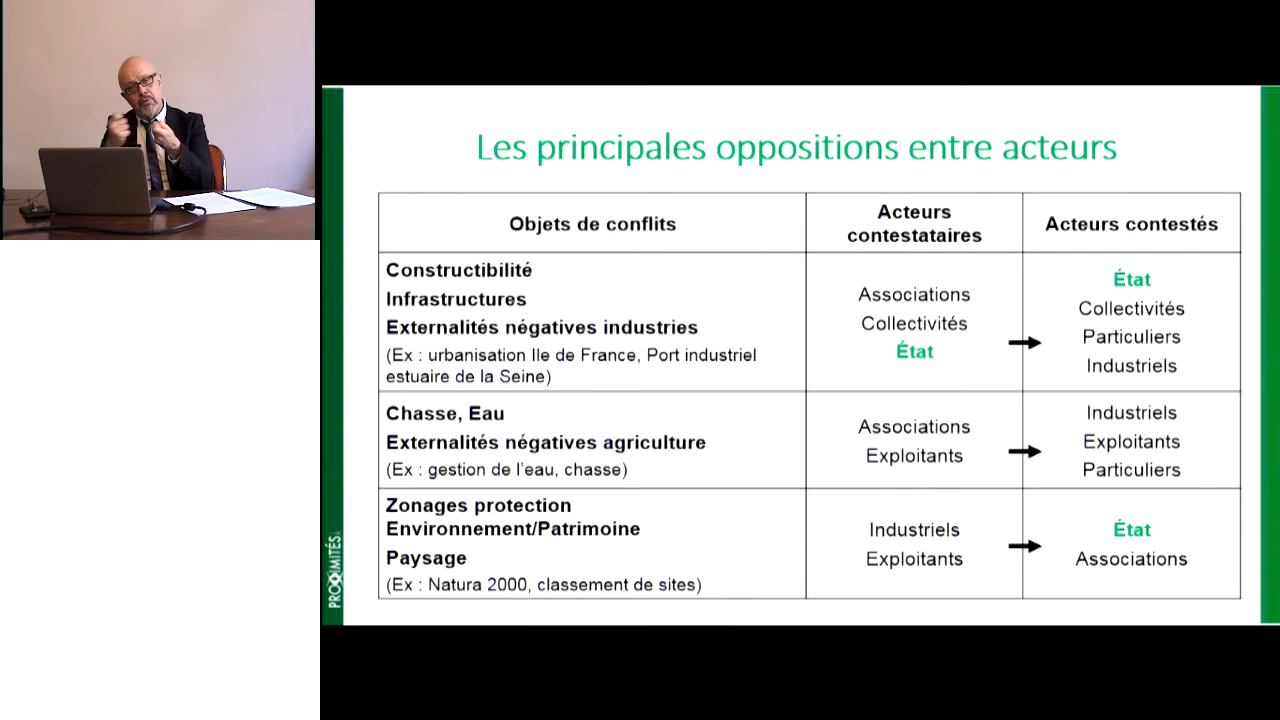 Les principales oppositions entre acteurs
Objets de conflits
Acteurs
contestataires
Acteurs contestés
Constructibilité
Infrastructures
Externalités négatives industries
(Ex : urbanisation Ile de France, Port industriel
estuaire de la Seine)
Associations
Collectivités
État
État
Collectivités
Particuliers
Industriels
Chasse, Eau
Externalités négatives agriculture
(Ex : gestion de l'eau, chasse)
Associations
Exploitants
Industriels
Exploitants
Particuliers
Zonages protection
Environnement/Patrimoine
Paysage
(Ex : Natura 2000, classement de sites)
Industriels
Exploitants
État
Associations